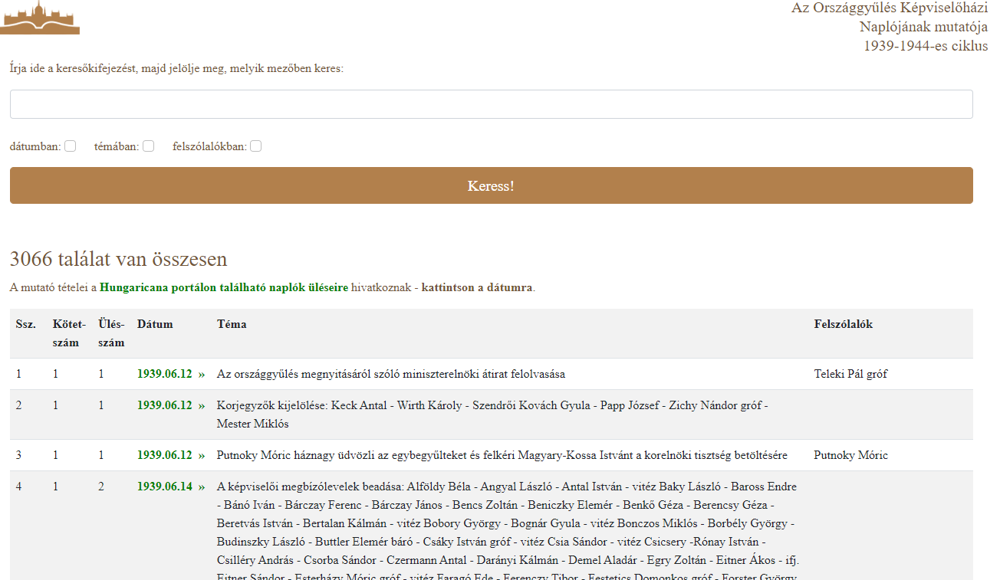 Az Országgyűlés Képviselőházi
Naplójának mutatója
1939-1944-es ciklus
Írja ide a keresőkifejezést, majd jelölje meg, melyik mezőben keres:
dátumban: témában: felszólalókban:
Keress!
3066 találat van összesen
A mutató tételei a Hungaricana portálon található naplók üléseire hivatkoznak - kattintson a dátumra.
Ssz. Kötet-szám Ülés-szám Dátum Téma Felszólalók
1 1 1 1939.06.12 » Az országgyűlés megnyitásáról szóló miniszterelnöki átirat felolvasása Teleki Pál gróf
2 1 1 1939.06.12 » Korjegyzők kijelölése: Keck Antal - Wirth Károly - Szendrői Kovách Gyula - Papp József - Zichy Nándor gróf -
Mester Miklós
3 1 1 1939.06.12 » Putnoky Móric háznagy üdvözli az egybegyűlteket és felkéri Magyary-Kossa Istvánt a korelnöki tisztség betöltésére Putnoky Móric
4 1 2 1939.06.14 » A képviselői megbízólevelek beadása: Alföldy Béla - Angyal László - Antal István - vitéz Baky László - Baross Endre
- Bánó Iván - Bárczay Ferenc - Bárczay János - Bencs Zoltán - Beniczky Elemér - Benkő Géza - Berencsy Géza -
Beretvás István - Bertalan Kálmán - vitéz Bobory György - Bognár Gyula - vitéz Bonczos Miklós - Borbély György -
Budinszky László - Buttler Elemér báró - Csáky István gróf - vitéz Csia Sándor - vitéz Csicsery -Rónay István -
Csilléry András - Csorba Sándor - Czermann Antal - Darányi Kálmán - Demel Aladár - Egry Zoltán - Eitner Ákos - ifj.
Eitner Sándor - Esterházy Móric gróf - vitéz Faragó Ede - Ferenczy Tibor - Festetics Domonkos gróf - Forster György